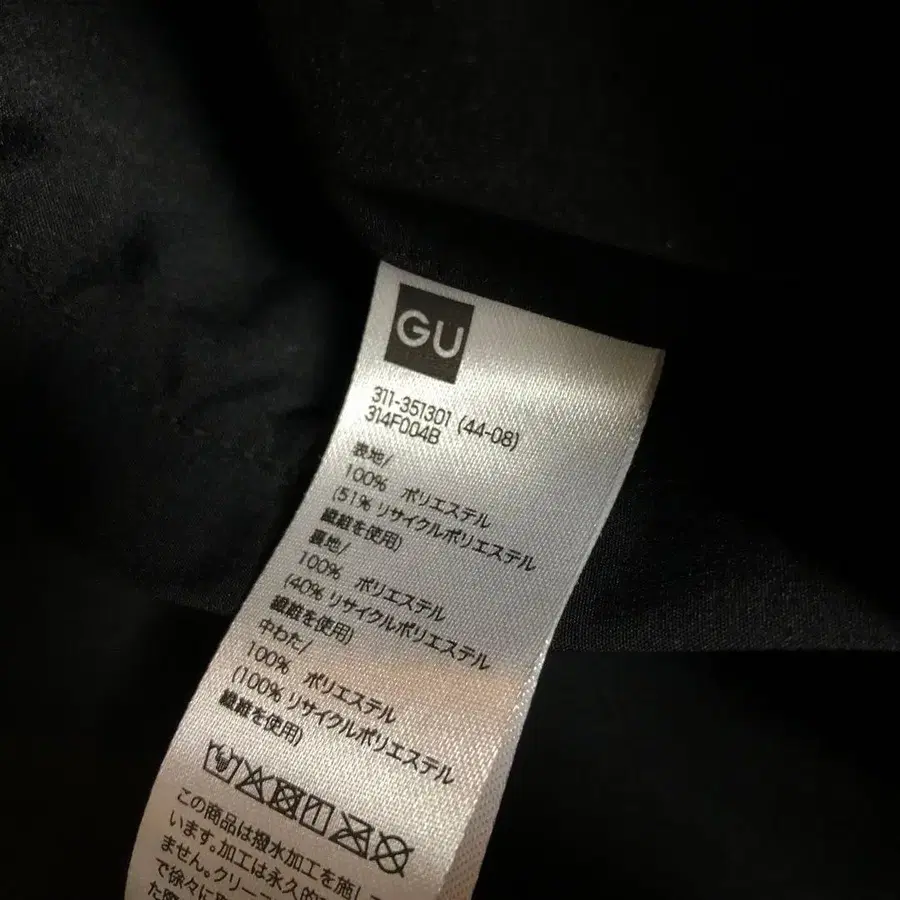 GU
311-351301 (44-08)
314F004B
表地/
100% ポリエステル
(51% リサイクルポリエステル
繊維を使用)
裏地/
100% ポリエステル
(40% リサイクルポリエステル
繊維を使用)
中わた/
100% ポリエステル
(100% リサイクルポリエステル
繊維を使用)
この商品は撥水加工を施して
います。加工は永久的
ません。クリーニ
で徐々に
た際